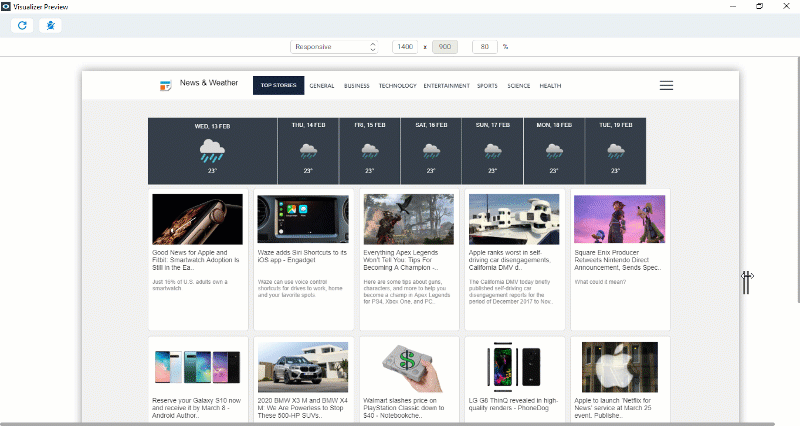 Visualizer Preview
Responsive 1400 x 900 80 %
News & Weather
TOP STORIES GENERAL BUSINESS TECHNOLOGY ENTERTAINMENT SPORTS SCIENCE HEALTH
WED, 13 FEB THU, 14 FEB FRI, 15 FEB SAT, 16 FEB SUN, 17 FEB MON, 18 FEB TUE, 19 FEB
23° 23° 23° 23° 23° 23° 23°
Good News for Apple and
Fitbit: Smartwatch Adoption Is
Still in the Ea..
Just 16% of U.S. adults own a
smartwatch.
Waze adds Siri Shortcuts to its
iOS app - Engadget
Waze can use voice control
shortcuts for drives to work, home
and your favorite spots.
Everything Apex Legends
Won't Tell You: Tips For
Becoming A Champion -..
Here are some tips about guns,
characters, and more to help you
become a champ in Apex Legends
for PS4, Xbox One, and PC..
Apple ranks worst in self-
driving car disengagements,
California DMV d..
The California DMV today briefly
published self-driving car
disengagement reports for the
period of December 2017 to Nov..
Square Enix Producer
Retweets Nintendo Direct
Announcement, Sends Spec..
What could it mean?
Reserve your Galaxy S10 now
and receive it by March 8 -
Android Author..
2020 BMW X3 M and BMW X4
M: We Are Powerless to Stop
These 500-HP SUVs..
Walmart slashes price on
PlayStation Classic down to
$40 - Notebookche..
LG G8 ThinQ revealed in high-
quality renders - PhoneDog
Apple to launch 'Netflix for
News' service at March 25
event. Publishe..